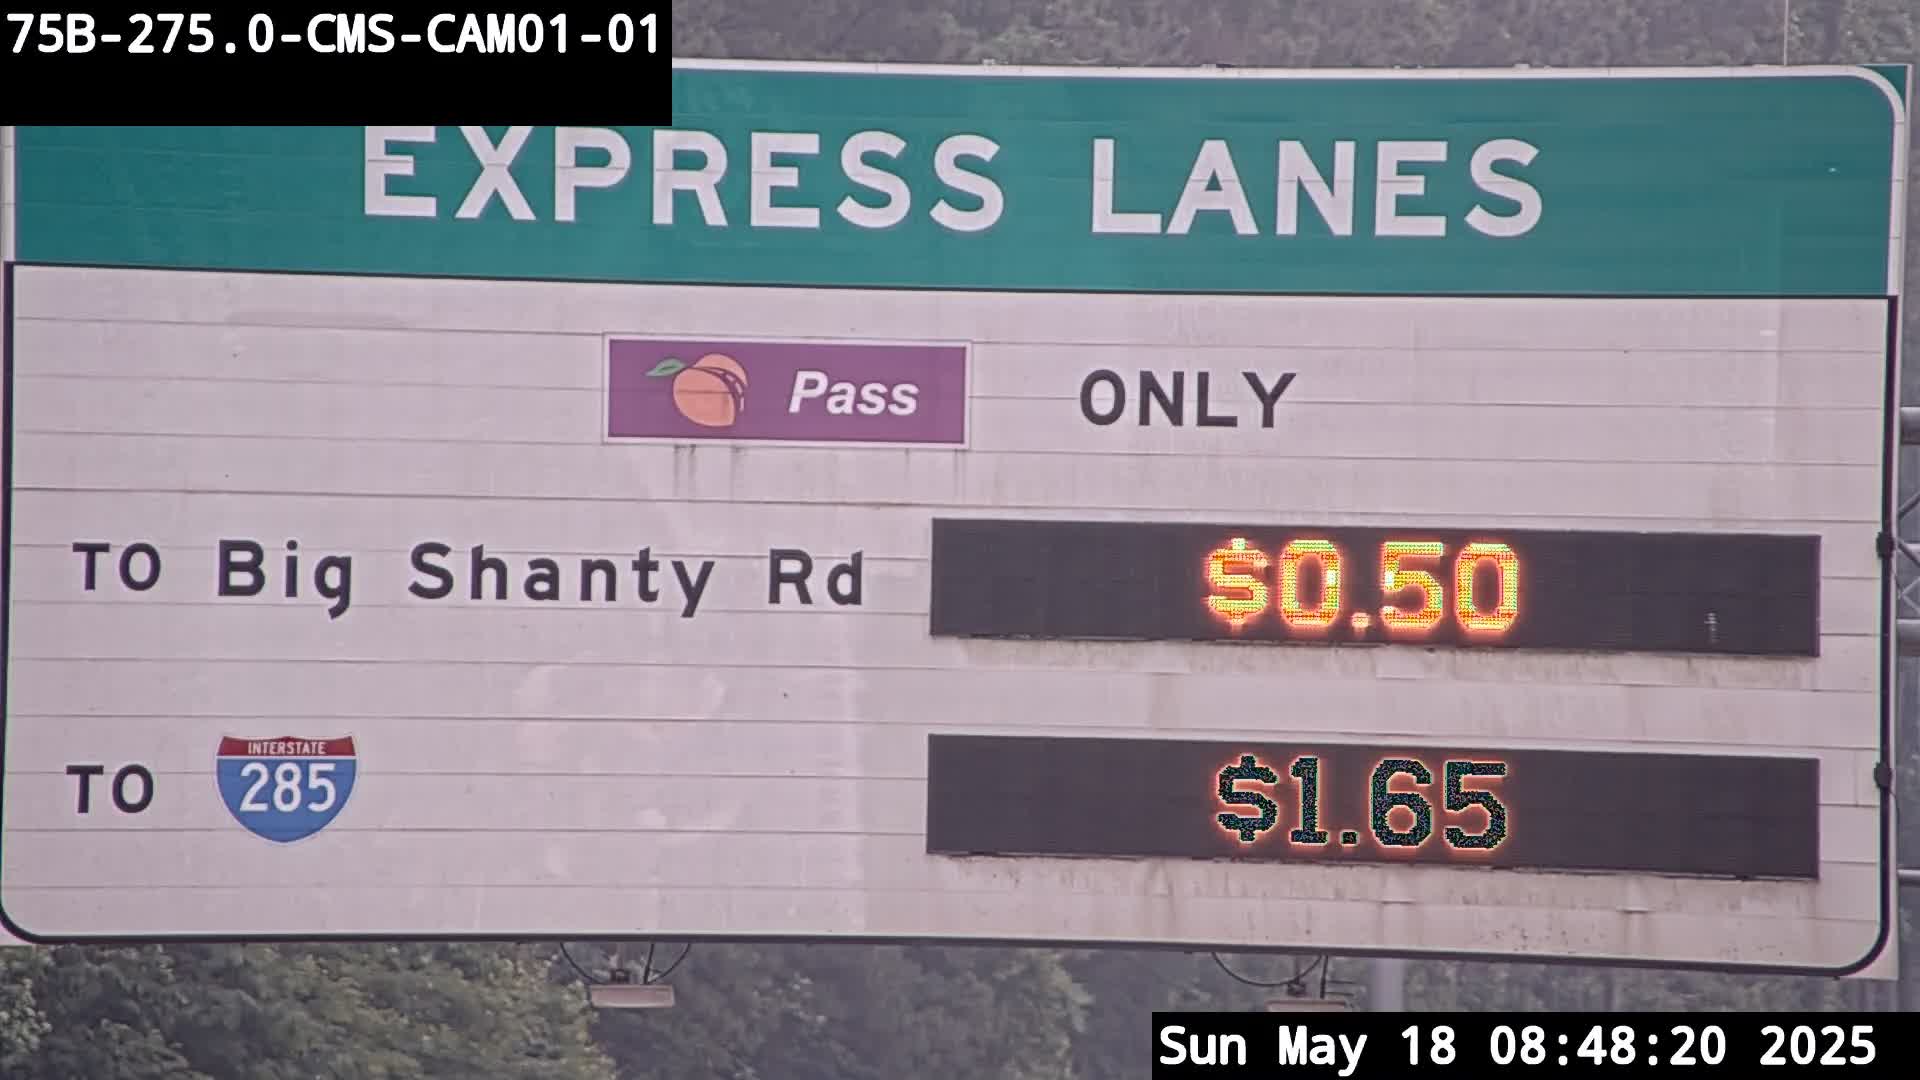 75B-275.0-CMS-CAM01-01
EXPRESS LANES
Pass ONLY
TO Big Shanty Rd $0.50
INTERSTATE
TO 285 $1.65
Sun May 18 08:48:20 2025